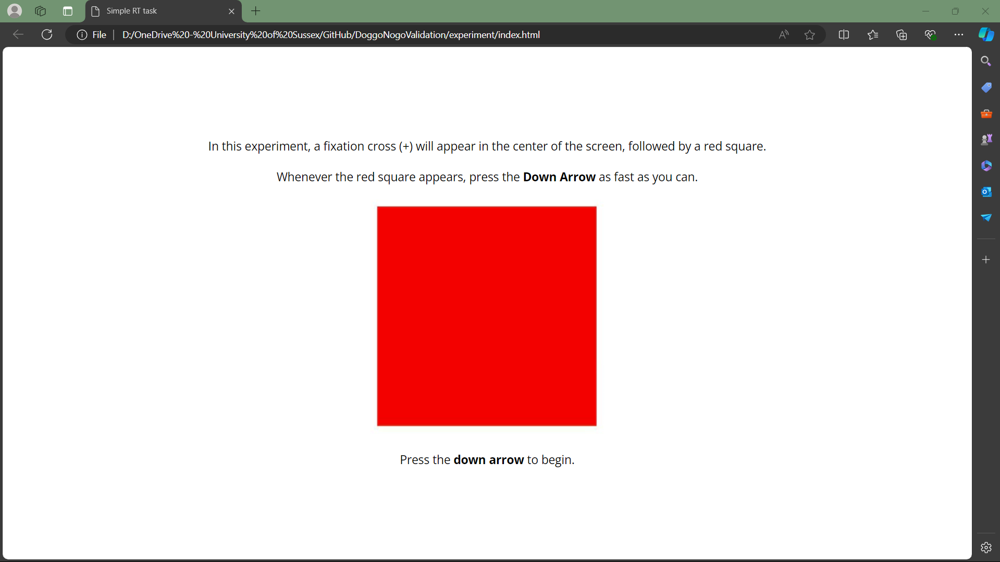 Simple RT task
File
D:/OneDrive%20-%20University%20of%20Sussex/GitHub/DoggoNogoValidation/experiment/index.html
In this experiment, a fixation cross (+) will appear in the center of the screen, followed by a red square.
Whenever the red square appears, press the Down Arrow as fast as you can.
Press the down arrow to begin.